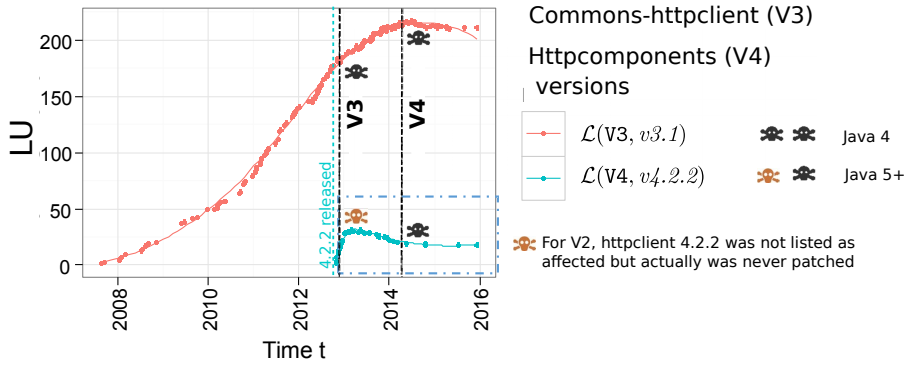 Commons-httpclient (V3)
Httpcomponents (V4)
versions
ℒ(V3, v3.1)
Java 4
ℒ(V4, v4.2.2)
Java 5+
For V2, httpclient 4.2.2 was not listed as
affected but actually was never patched
LU
200
150
100
50
0
V3
V4
4.2.2 released
2008
2010
2012
2014
2016
Time t